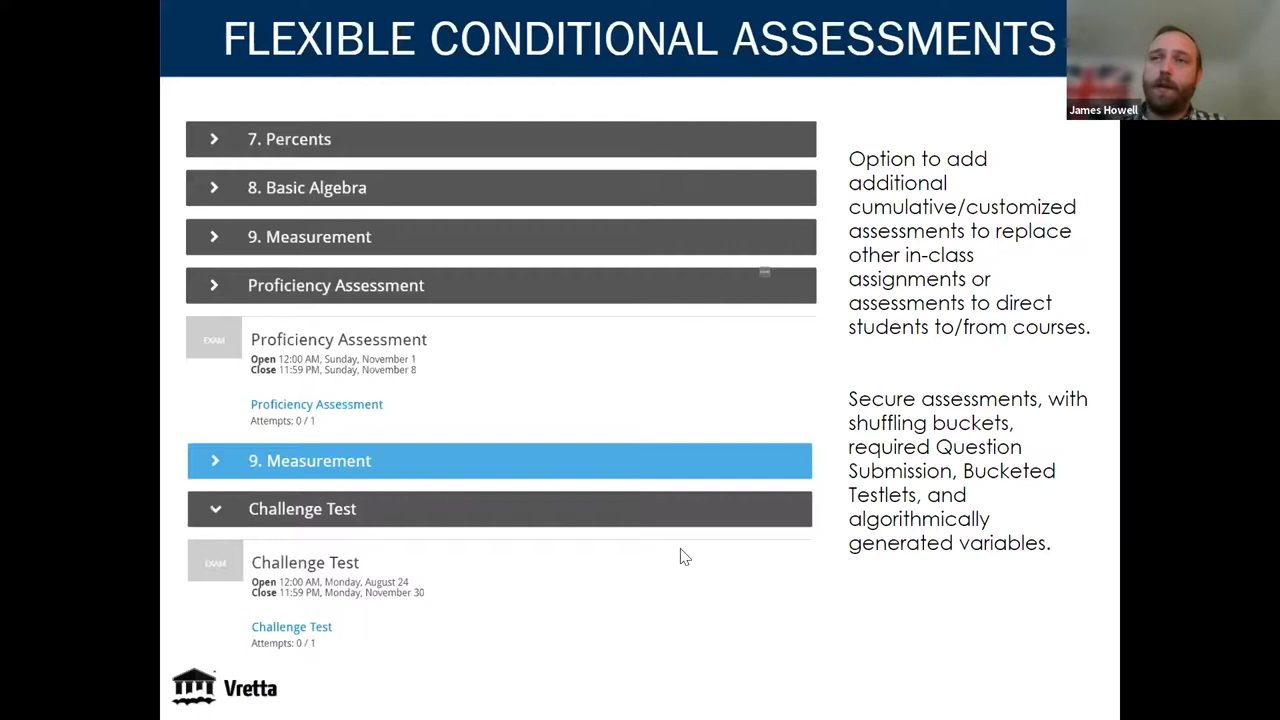 FLEXIBLE CONDITIONAL ASSESSMENTS
James Howell
7. Percents
8. Basic Algebra
9. Measurement
Proficiency Assessment
EXAM
Proficiency Assessment
Open 12:00 AM, Sunday, November 1
Close 11:59 PM, Sunday, November 8
Proficiency Assessment
Attempts: 0 / 1
9. Measurement
Challenge Test
EXAM
Challenge Test
Open 12:00 AM, Monday, August 24
Close 11:59 PM, Monday, November 30
Challenge Test
Attempts: 0 / 1
Option to add
additional
cumulative/customized
assessments to replace
other in-class
assignments or
assessments to direct
students to/from courses.
Secure assessments, with
shuffling buckets,
required Question
Submission, Bucketed
Testlets, and
algorithmically
generated variables.
Vretta